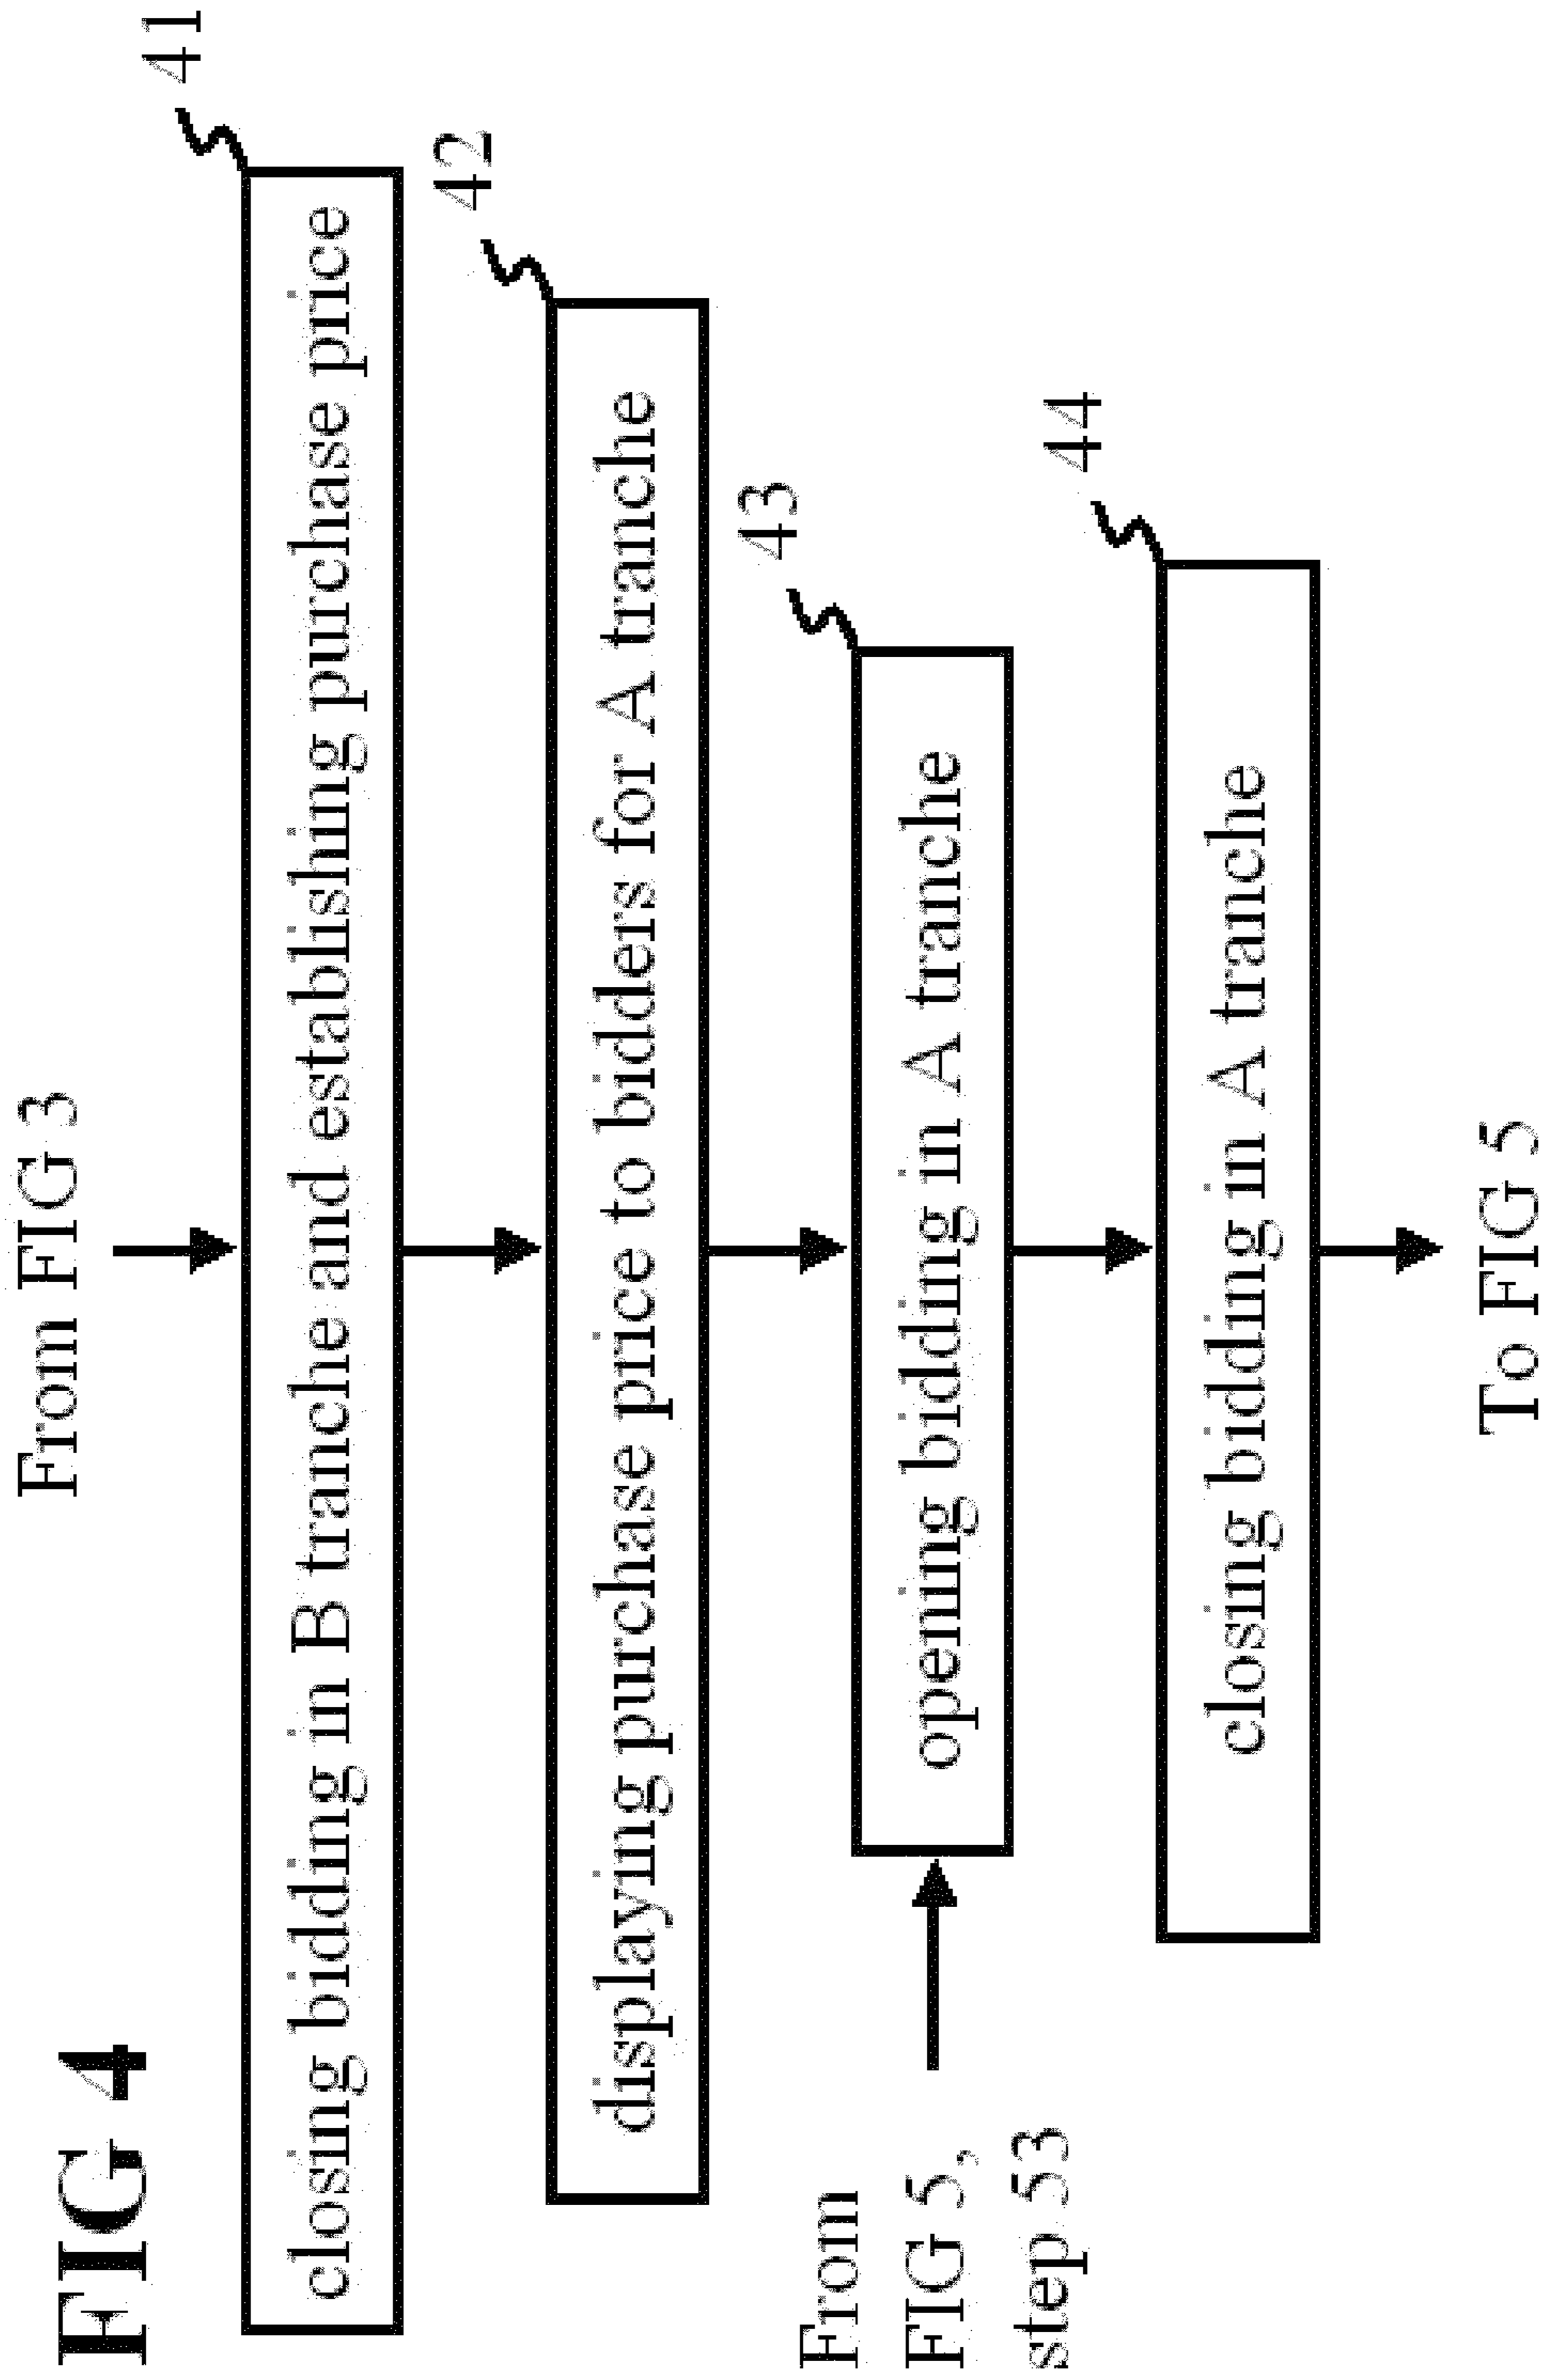 FIG 4
From FIG 3
41
closing bidding in B tranche and establishing purchase price
42
displaying purchase price to bidders for A tranche
43
From
FIG 5,
step 53
opening bidding in A tranche
44
closing bidding in A tranche
To FIG 5